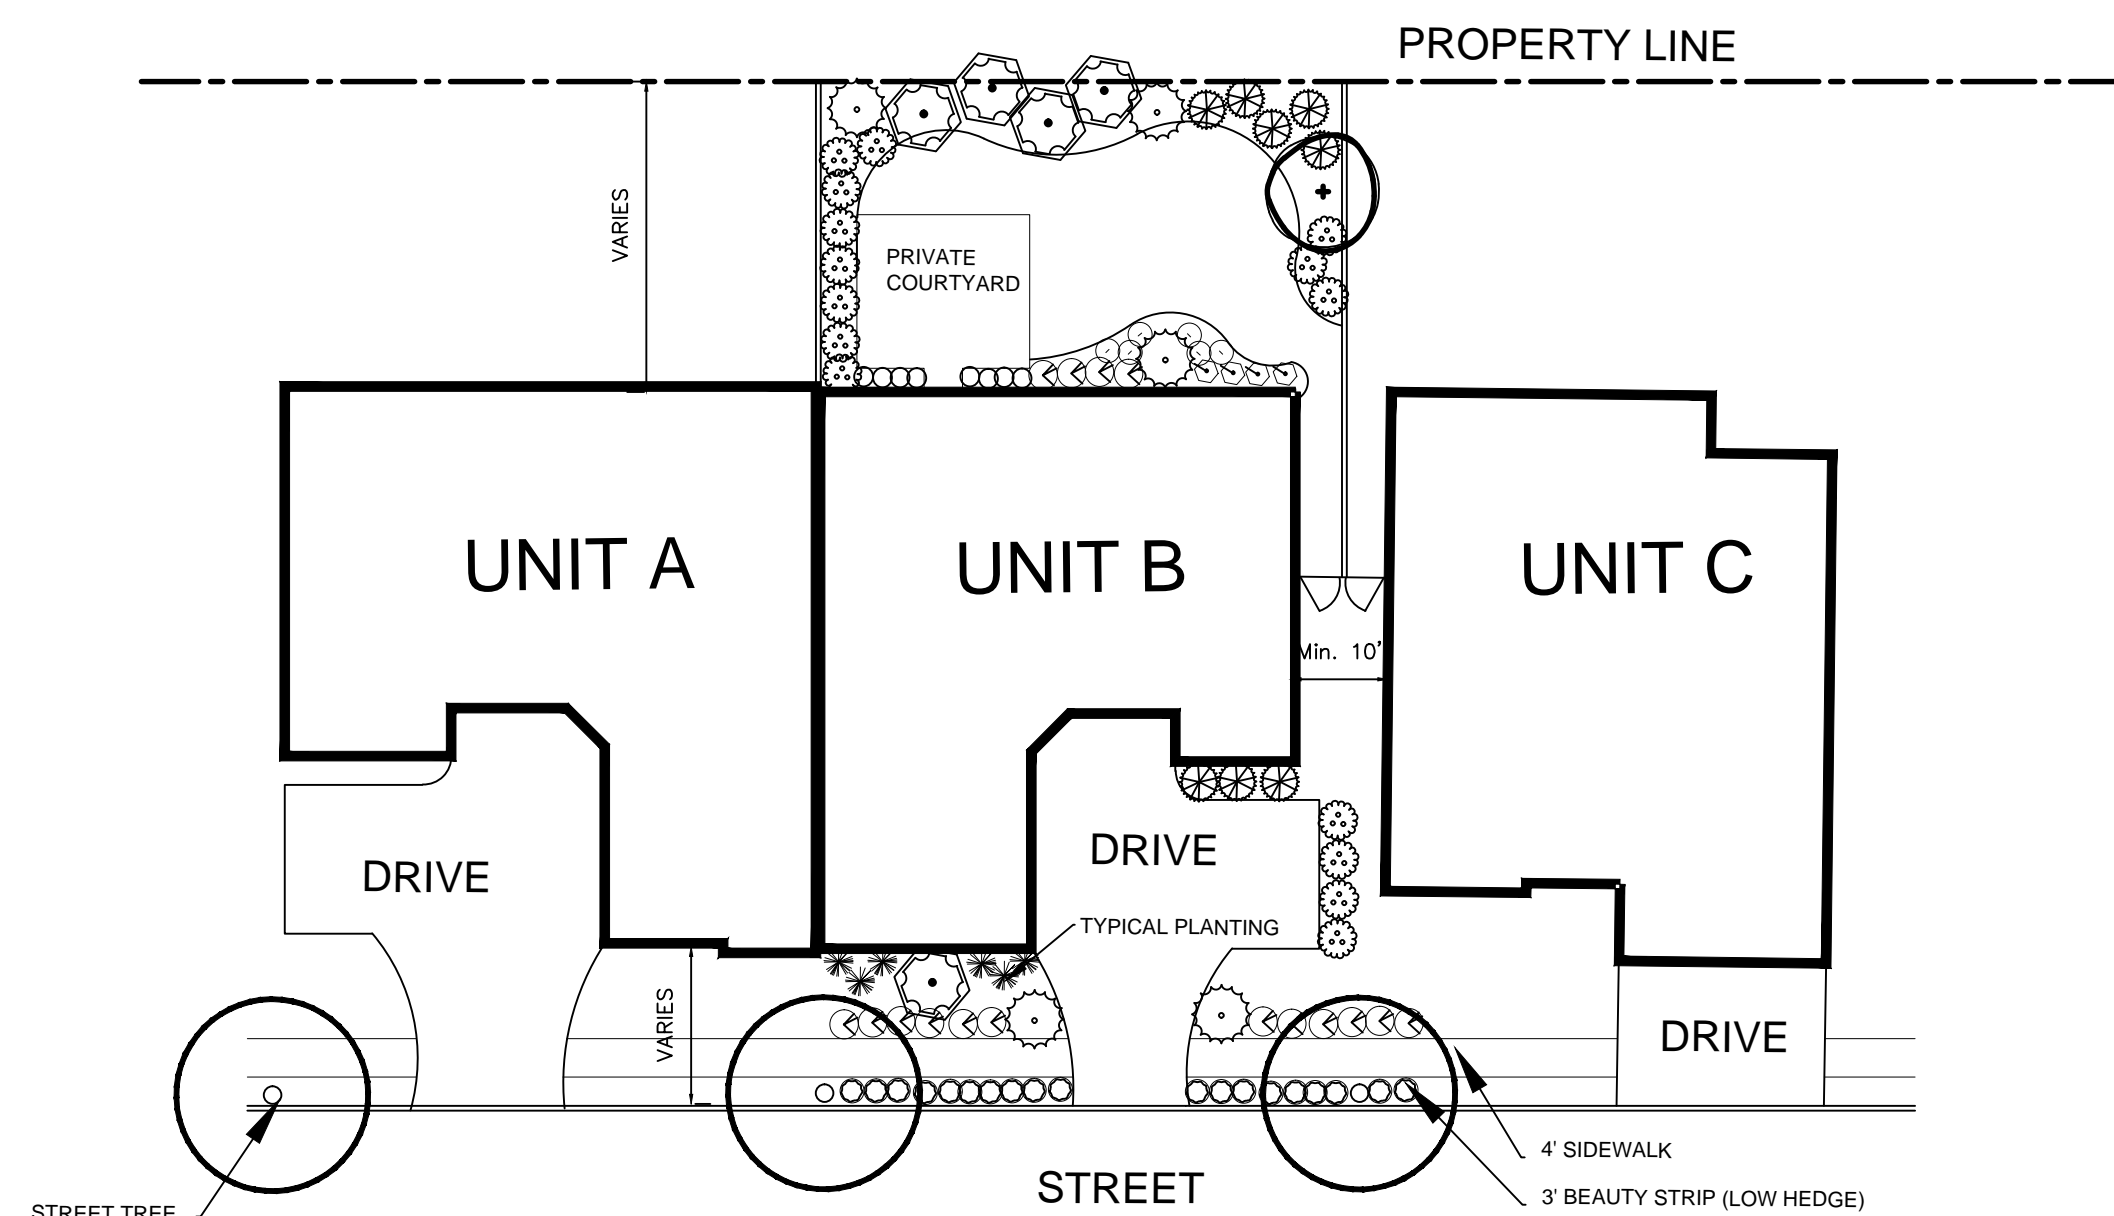 PROPERTY LINE
VARIES
PRIVATE
COURTYARD
UNIT A
UNIT B
UNIT C
Min. 10'
DRIVE
DRIVE
TYPICAL PLANTING
VARIES
DRIVE
4' SIDEWALK
STREET
3' BEAUTY STRIP (LOW HEDGE)
STREET TREE